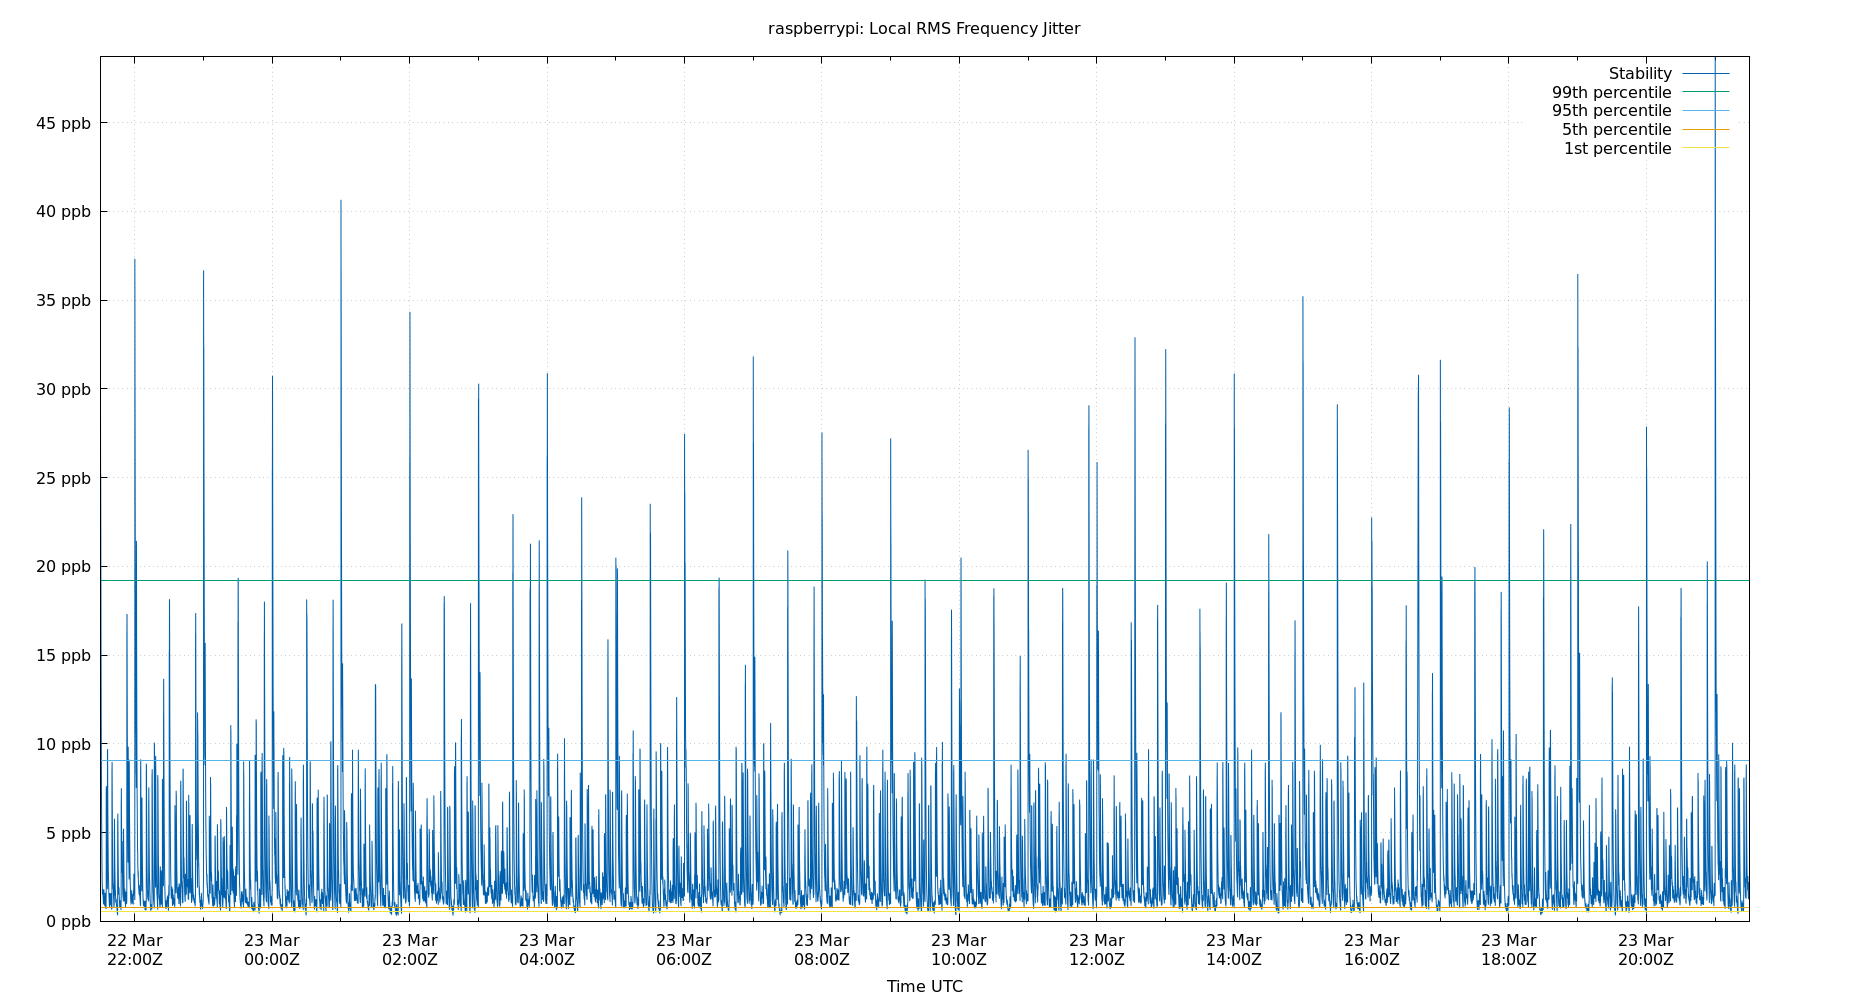 raspberrypi: Local RMS Frequency Jitter
Stability
99th percentile
95th percentile
5th percentile
1st percentile
45 ppb
40 ppb
35 ppb
30 ppb
25 ppb
20 ppb
15 ppb
10 ppb
5 ppb
0 ppb
22 Mar 23 Mar 23 Mar 23 Mar 23 Mar 23 Mar 23 Mar 23 Mar 23 Mar 23 Mar 23 Mar 23 Mar
22:00Z 00:00Z 02:00Z 04:00Z 06:00Z 08:00Z 10:00Z 12:00Z 14:00Z 16:00Z 18:00Z 20:00Z
Time UTC